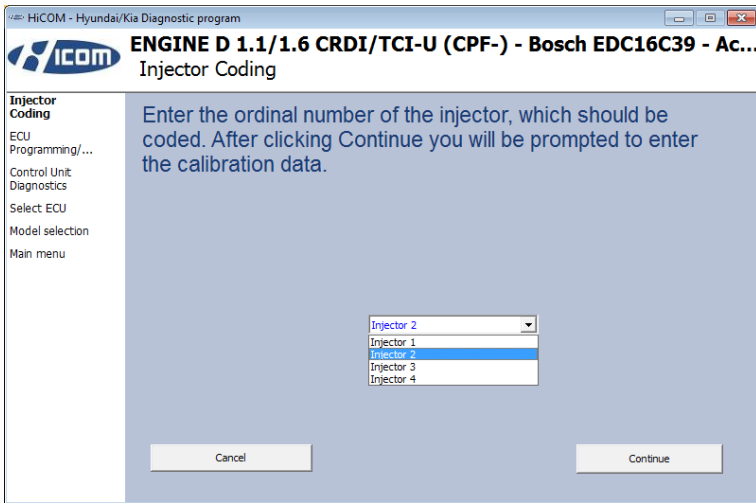 HiCOM - Hyundai/Kia Diagnostic program
HICOM
ENGINE D 1.1/1.6 CRDI/TCI-U (CPF-) - Bosch EDC16C39 - Ac...
Injector Coding
Injector
Coding
ECU
Programming/...
Control Unit
Diagnostics
Select ECU
Model selection
Main menu
Enter the ordinal number of the injector, which should be
coded. After clicking Continue you will be prompted to enter
the calibration data.
Injector 2
Injector 1
Injector 2
Injector 3
Injector 4
Cancel
Continue